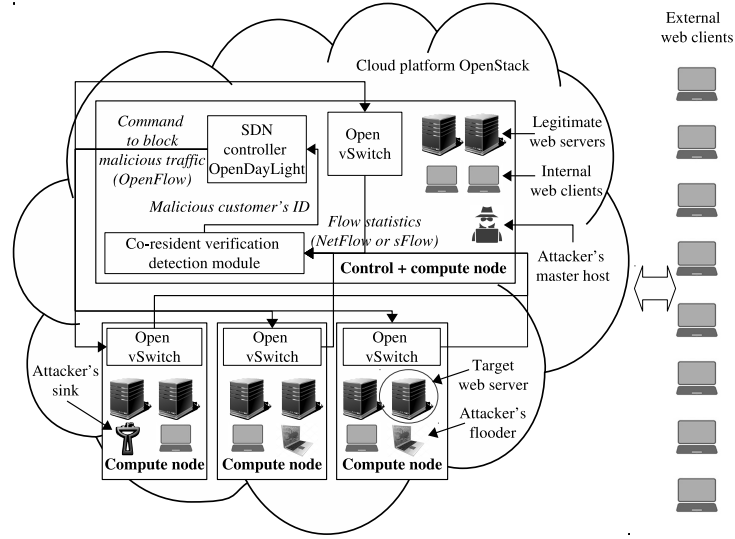 External
web clients
Cloud platform OpenStack
Command
to block
malicious traffic
(OpenFlow)
SDN
controller
OpenDayLight
Open
vSwitch
Legitimate
web servers
Internal
web clients
Malicious customer's ID
Flow statistics
(NetFlow or sFlow)
Co-resident verification
detection module
Attacker's
master host
Control + compute node
Open
vSwitch
Open
vSwitch
Open
vSwitch
Attacker's
sink
Target
web server
Attacker's
flooder
Compute node
Compute node
Compute node